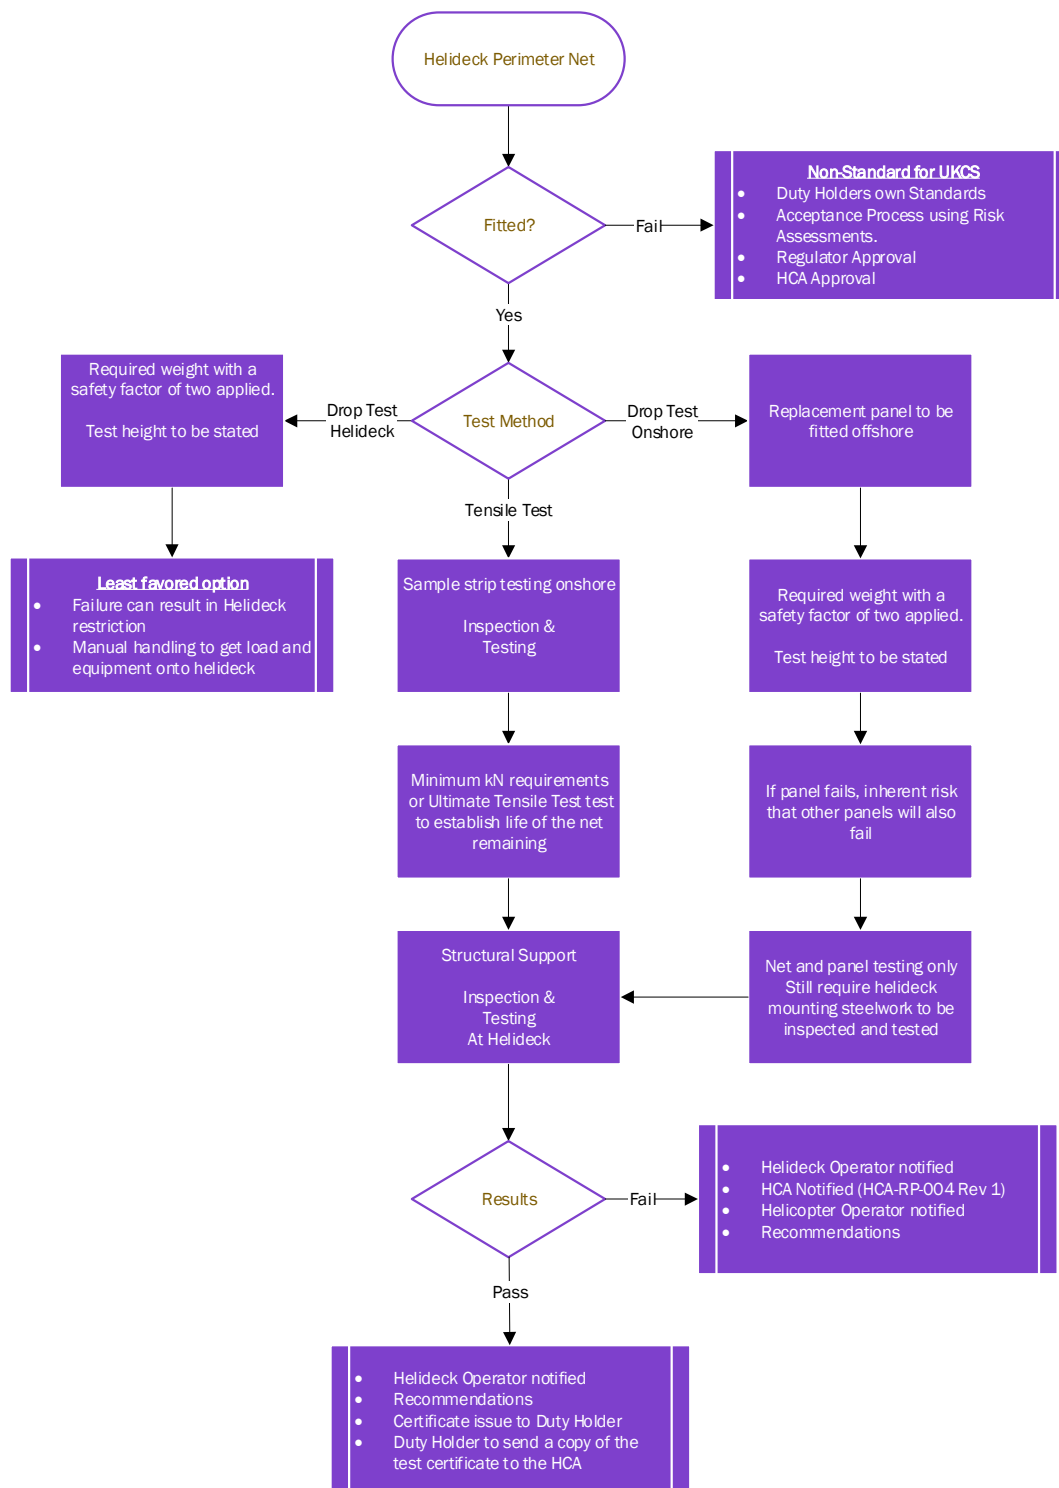 Helideck Perimeter Net
Fitted?
Fail
Non-Standard for UKCS
• Duty Holders own Standards
• Acceptance Process using Risk
Assessments.
• Regulator Approval
• HCA Approval
Yes
Test Method
Drop Test
Helideck
Required weight with a
safety factor of two applied.
Test height to be stated
Least favored option
• Failure can result in Helideck
restriction
• Manual handling to get load and
equipment onto helideck
Tensile Test
Sample strip testing onshore
Inspection &
Testing
Minimum kN requirements
or Ultimate Tensile Test test
to establish life of the net
remaining
Drop Test
Onshore
Replacement panel to be
fitted offshore
Required weight with a
safety factor of two applied.
Test height to be stated
If panel fails, inherent risk
that other panels will also
fail
Net and panel testing only
Still require helideck
mounting steelwork to be
inspected and tested
Structural Support
Inspection &
Testing
At Helideck
Results
Fail
• Helideck Operator notified
• HCA Notified (HCA-RP-004 Rev 1)
• Helicopter Operator notified
• Recommendations
Pass
• Helideck Operator notified
• Recommendations
• Certificate issue to Duty Holder
• Duty Holder to send a copy of the
test certificate to the HCA